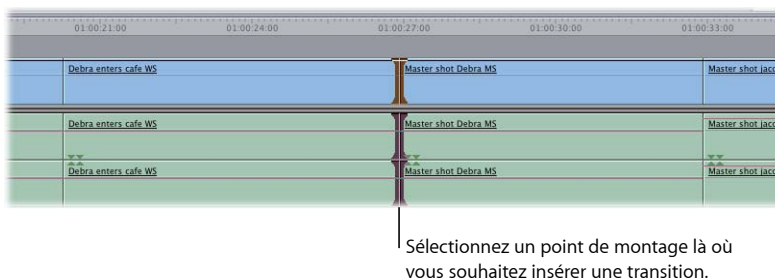 01:00:21:00 01:00:24:00 01:00:27:00 01:00:30:00 01:00:33:00
Debra enters cafe WS Master shot Debra MS Master shot jacc
Debra enters cafe WS Master shot Debra MS Master shot jacc
Debra enters cafe WS Master shot Debra MS Master shot jacc
Sélectionnez un point de montage là où
vous souhaitez insérer une transition.